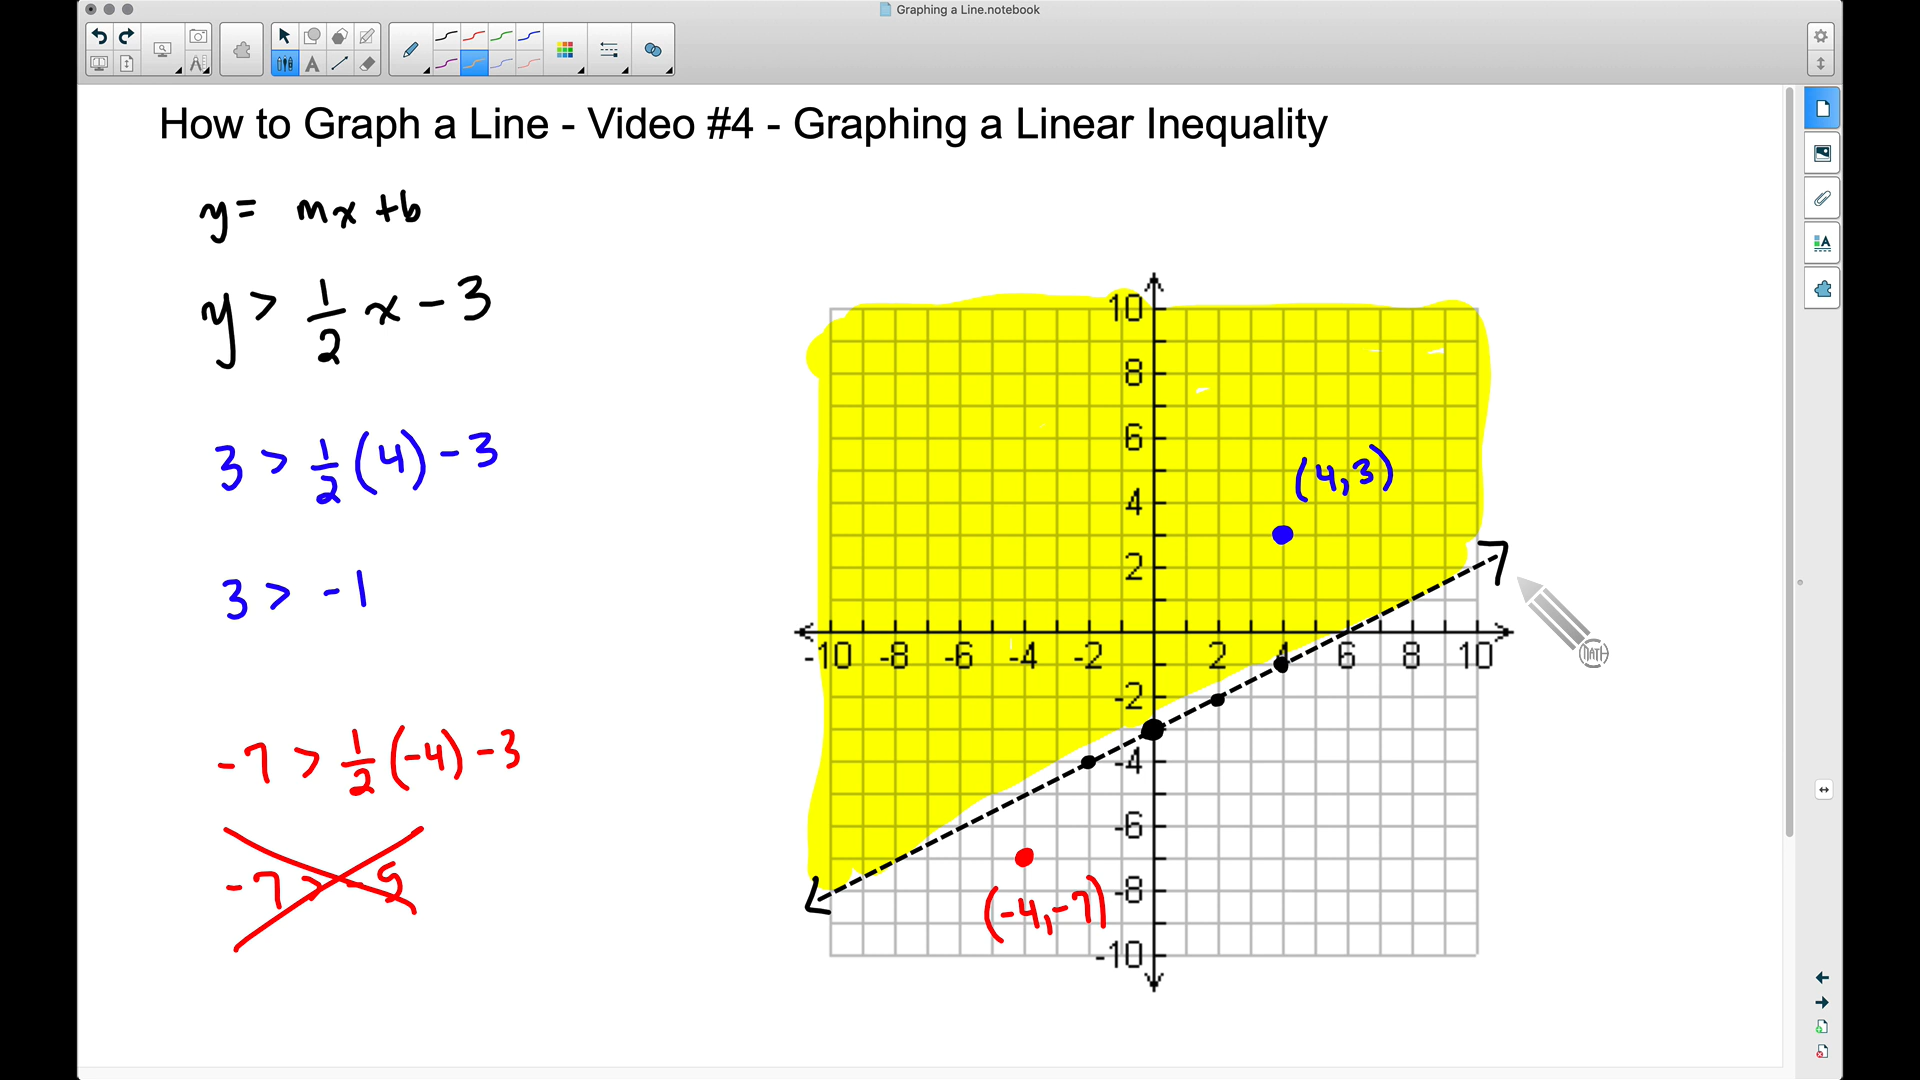 Graphing a Line.notebook
How to Graph a Line - Video #4 - Graphing a Linear Inequality
y = mx + b
y > 1/2 x - 3
3 > 1/2 (4) - 3
3 > -1
-7 > 1/2 (-4) - 3
-7 > -5
10
8
6
(4,3)
4
2
-10 -8 -6 -4 -2 2 4 6 8 10
-2
-4
-6
-8
(-4,-7)
-10
MATH
A
A